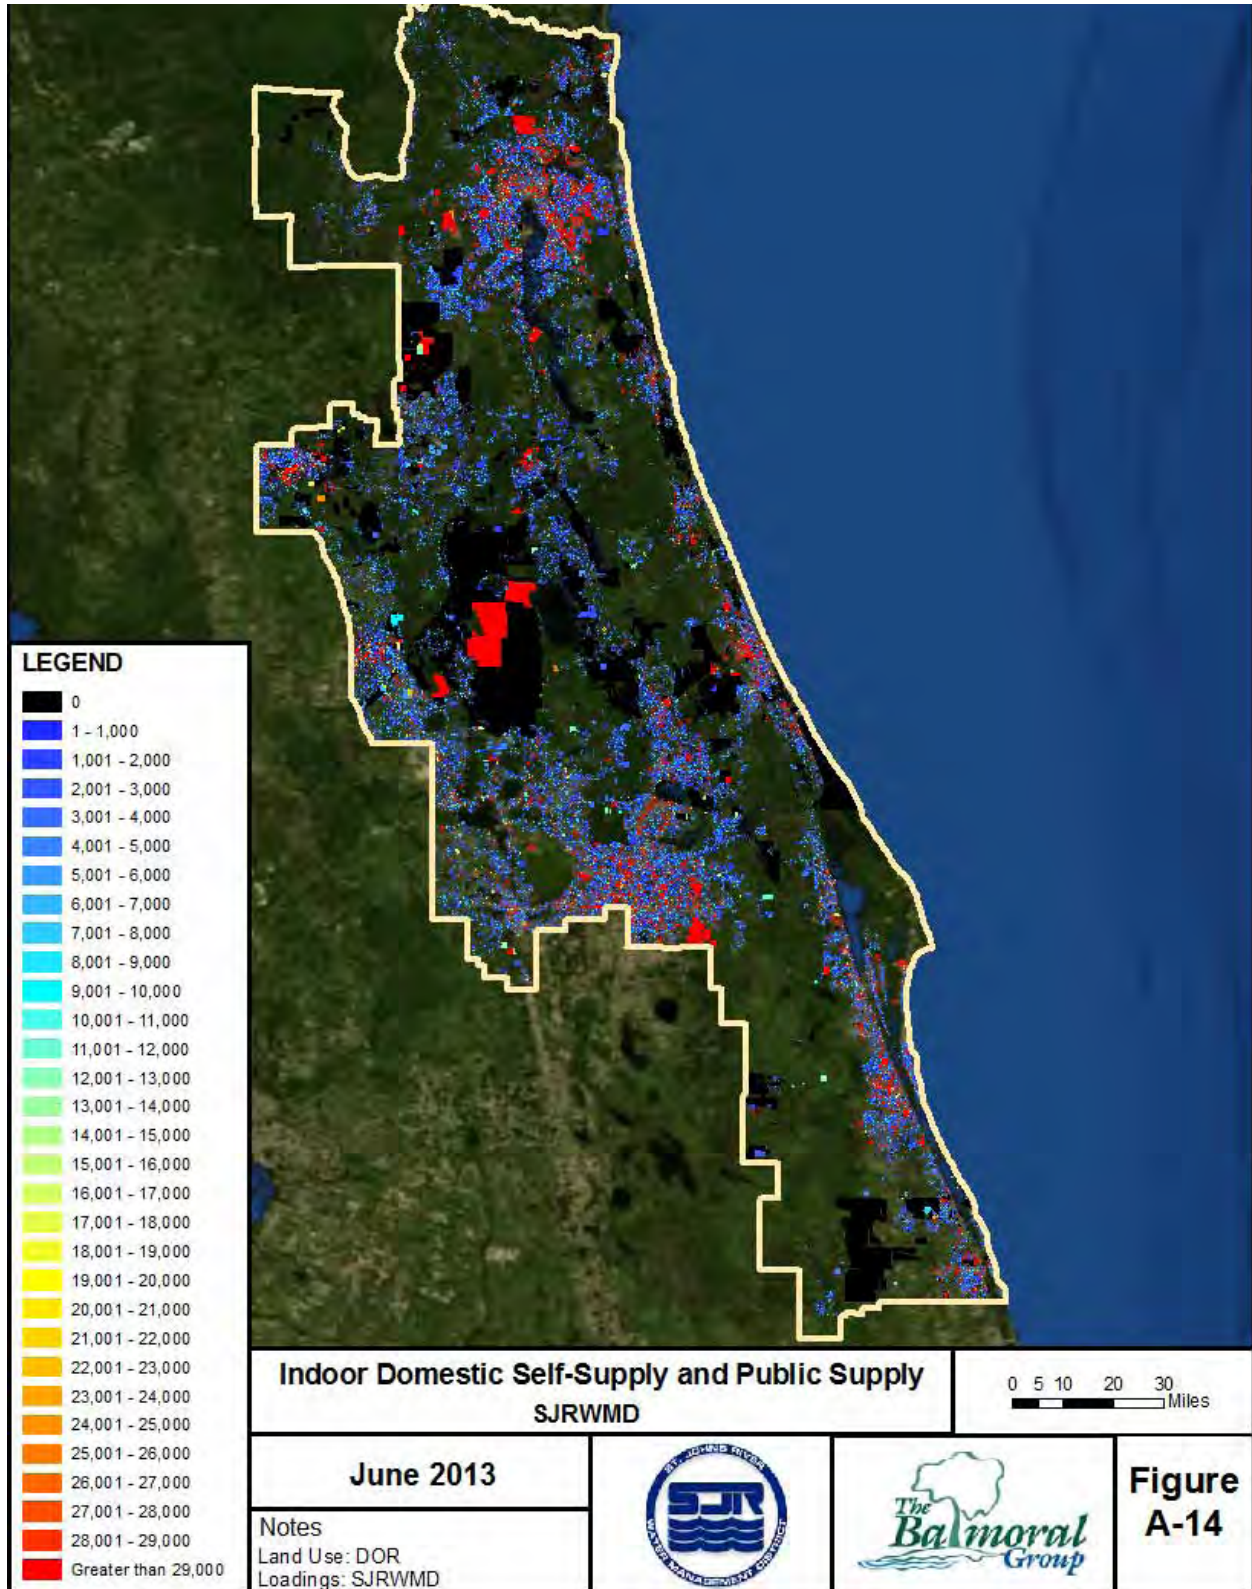 LEGEND
0
1 - 1,000
1,001 - 2,000
2,001 - 3,000
3,001 - 4,000
4,001 - 5,000
5,001 - 6,000
6,001 - 7,000
7,001 - 8,000
8,001 - 9,000
9,001 - 10,000
10,001 - 11,000
11,001 - 12,000
12,001 - 13,000
13,001 - 14,000
14,001 - 15,000
15,001 - 16,000
16,001 - 17,000
17,001 - 18,000
18,001 - 19,000
19,001 - 20,000
20,001 - 21,000
21,001 - 22,000
22,001 - 23,000
23,001 - 24,000
24,001 - 25,000
25,001 - 26,000
26,001 - 27,000
27,001 - 28,000
28,001 - 29,000
Greater than 29,000
Indoor Domestic Self-Supply and Public Supply
SJRWMD
0 5 10 20 30
Miles
June 2013
Notes
Land Use: DOR
Loadings: SJRWMD
ST. JOHNS RIVER
SJR
WATER MANAGEMENT DISTRICT
The
Balmoral
Group
Figure
A-14